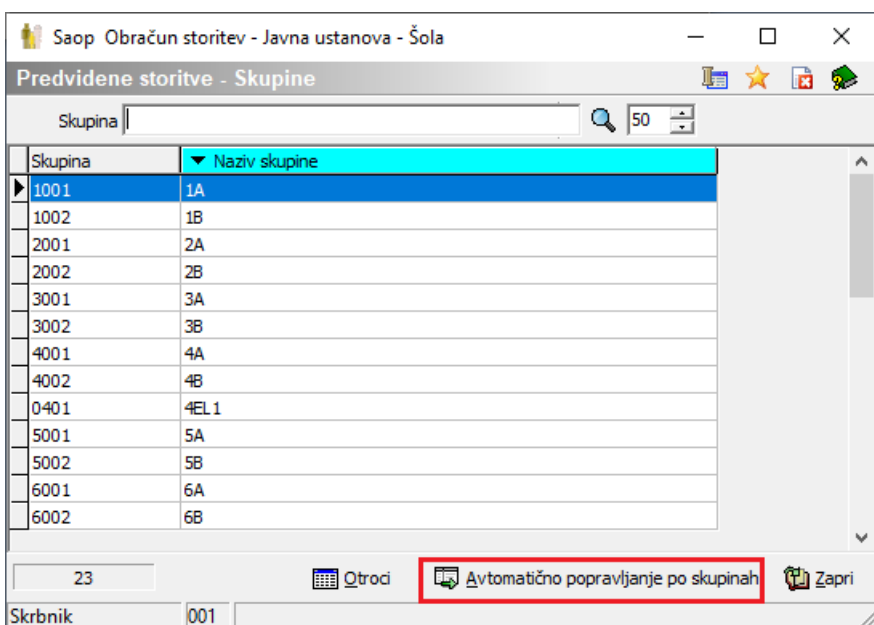 Saop Obračun storitev - Javna ustanova - Šola
Predvidene storitve - Skupine
Skupina 50
Skupina Naziv skupine
1001 1A
1002 1B
2001 2A
2002 2B
3001 3A
3002 3B
4001 4A
4002 4B
0401 4EL1
5001 5A
5002 5B
6001 6A
6002 6B
23 Otroci Avtomatično popravljanje po skupinah Zapri
Skrbnik 001